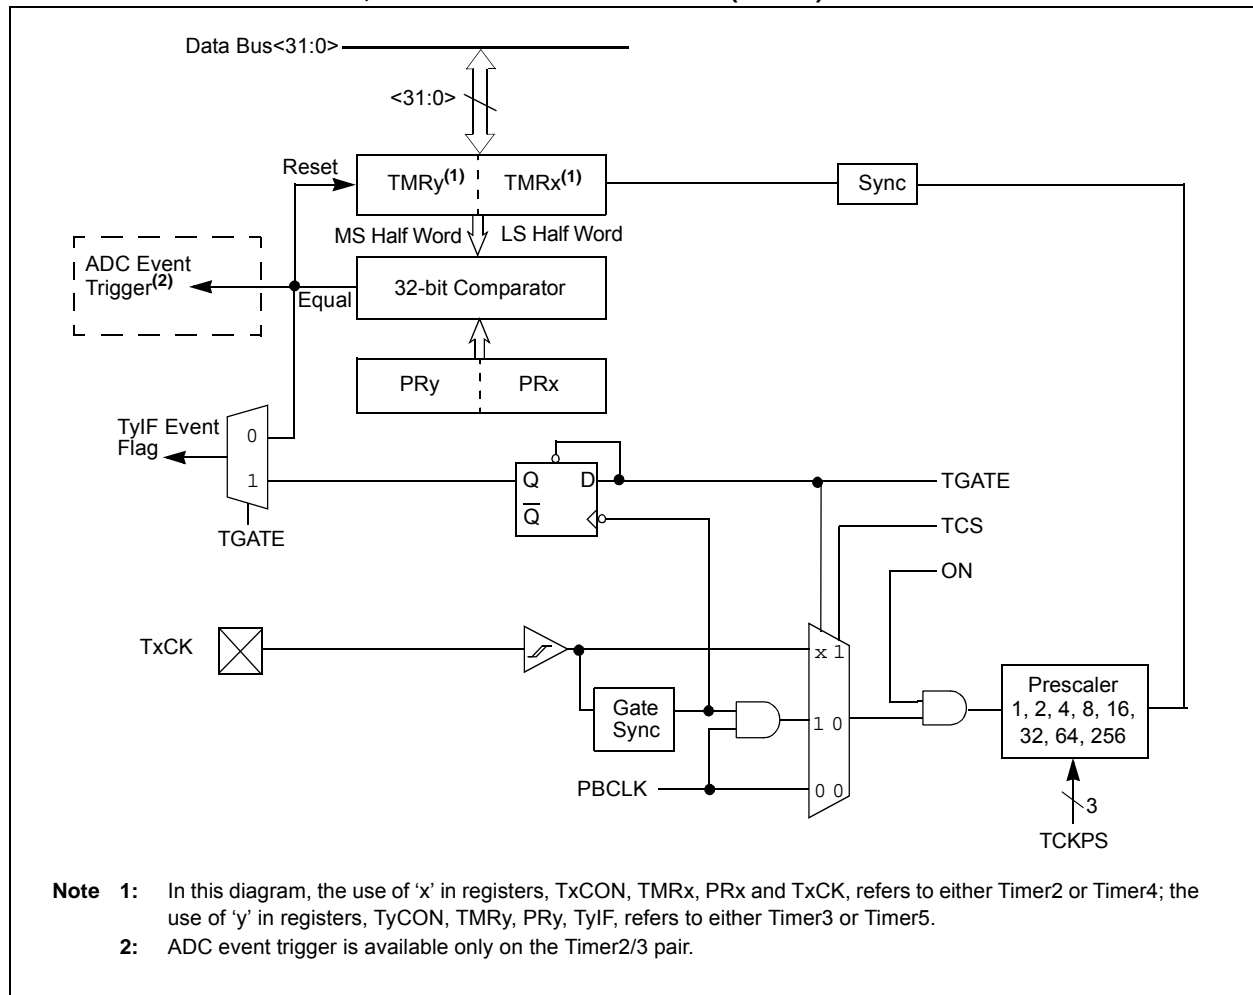 Data Bus<31:0>
<31:0>
Reset
TMRy(1)
TMRx(1)
Sync
MS Half Word
LS Half Word
ADC Event
Trigger(2)
Equal
32-bit Comparator
PRy
PRx
TyIF Event
Flag
0
1
TGATE
Q
D
Q
TGATE
TCS
ON
TxCK
x 1
Gate
Sync
1 0
Prescaler
1, 2, 4, 8, 16,
32, 64, 256
PBCLK
0 0
3
TCKPS
Note 1: In this diagram, the use of ‘x’ in registers, TxCON, TMRx, PRx and TxCK, refers to either Timer2 or Timer4; the
use of ‘y’ in registers, TyCON, TMRy, PRy, TyIF, refers to either Timer3 or Timer5.
2: ADC event trigger is available only on the Timer2/3 pair.